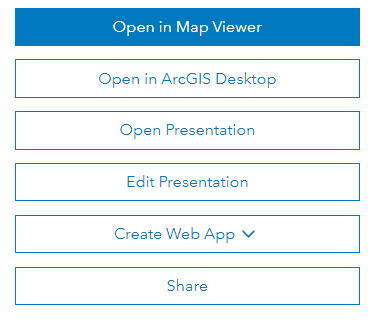 Open in Map Viewer
Open in ArcGIS Desktop
Open Presentation
Edit Presentation
Create Web App
Share